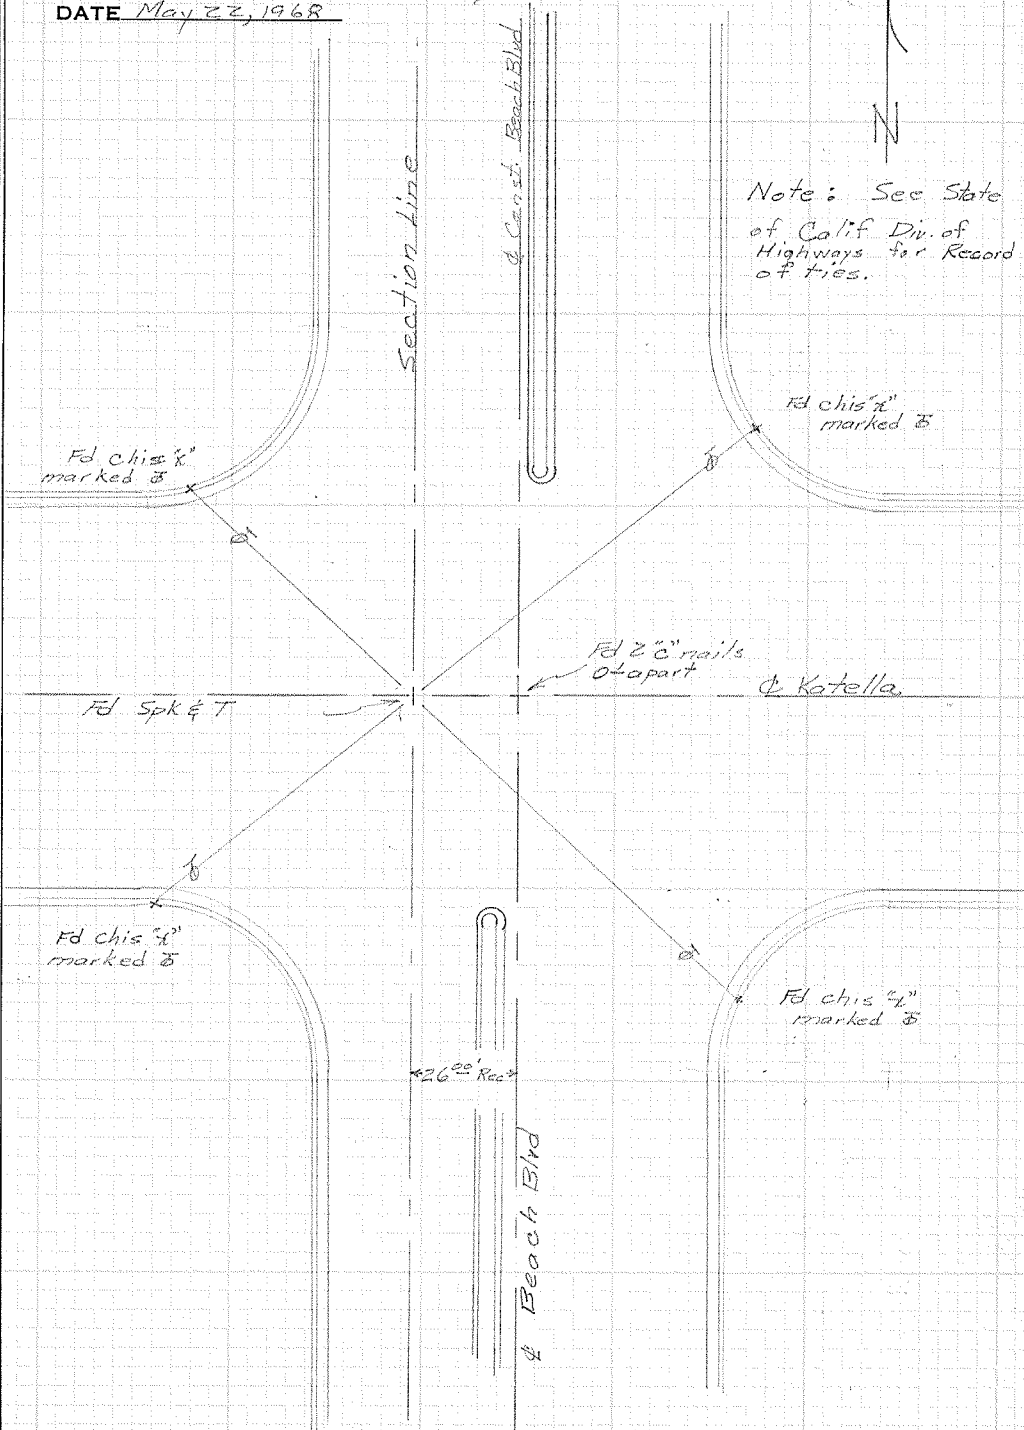 DATE May 22, 1968
Section Line
℄ Const. Beach Blvd
N
Note: See State
of Calif Div. of
Highways for Record
of ties.
Fd chis "x"
marked
Fd chis "x"
marked
Fd 2 "c" nails
apart
℄ Katella
Fd Spk & T
Fd chis "x"
marked
Fd chis "x"
marked
26.00' Rec
℄ Beach Blvd